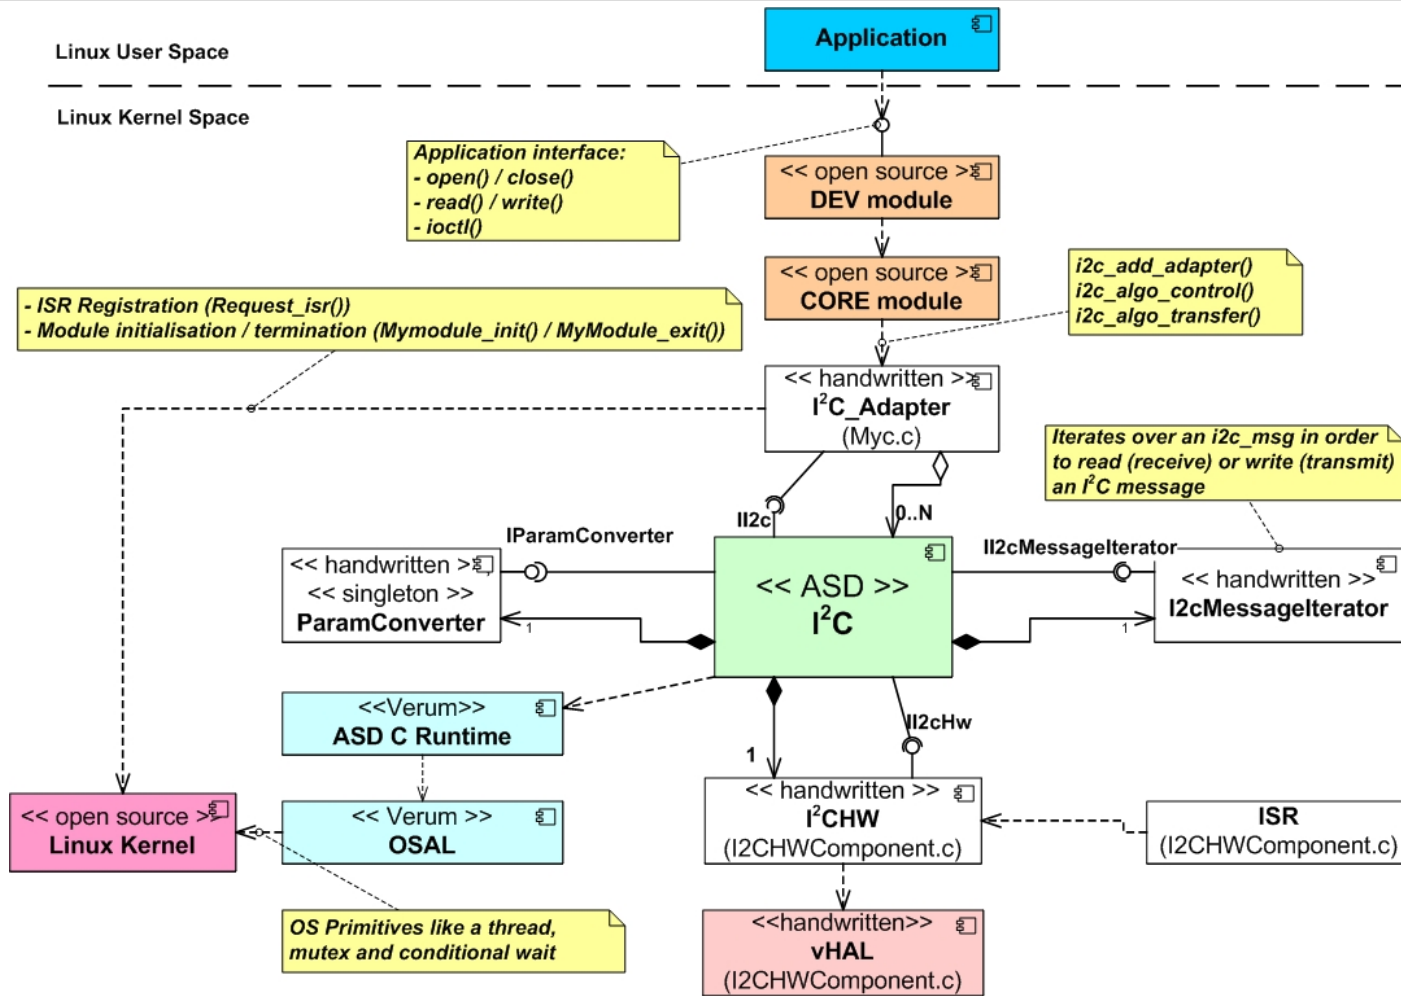 Application
Linux User Space
Linux Kernel Space
Application interface:
- open() / close()
- read() / write()
- ioctl()
<< open source >>
DEV module
<< open source >>
CORE module
i2c_add_adapter()
i2c_algo_control()
i2c_algo_transfer()
- ISR Registration (Request_isr())
- Module initialisation / termination (Mymodule_init() / MyModule_exit())
<< handwritten >>
I²C_Adapter
(Myc.c)
Iterates over an i2c_msg in order
to read (receive) or write (transmit)
an I²C message
II2c
0..N
IParamConverter
II2cMessageIterator
<< handwritten >>
<< singleton >>
ParamConverter
1
<< ASD >>
I²C
<< handwritten >>
I2cMessageIterator
1
<<Verum>>
ASD C Runtime
II2cHw
1
<< open source >>
Linux Kernel
<< Verum >>
OSAL
<< handwritten >>
I²CHW
(I2CHWComponent.c)
ISR
(I2CHWComponent.c)
OS Primitives like a thread,
mutex and conditional wait
<<handwritten>>
vHAL
(I2CHWComponent.c)